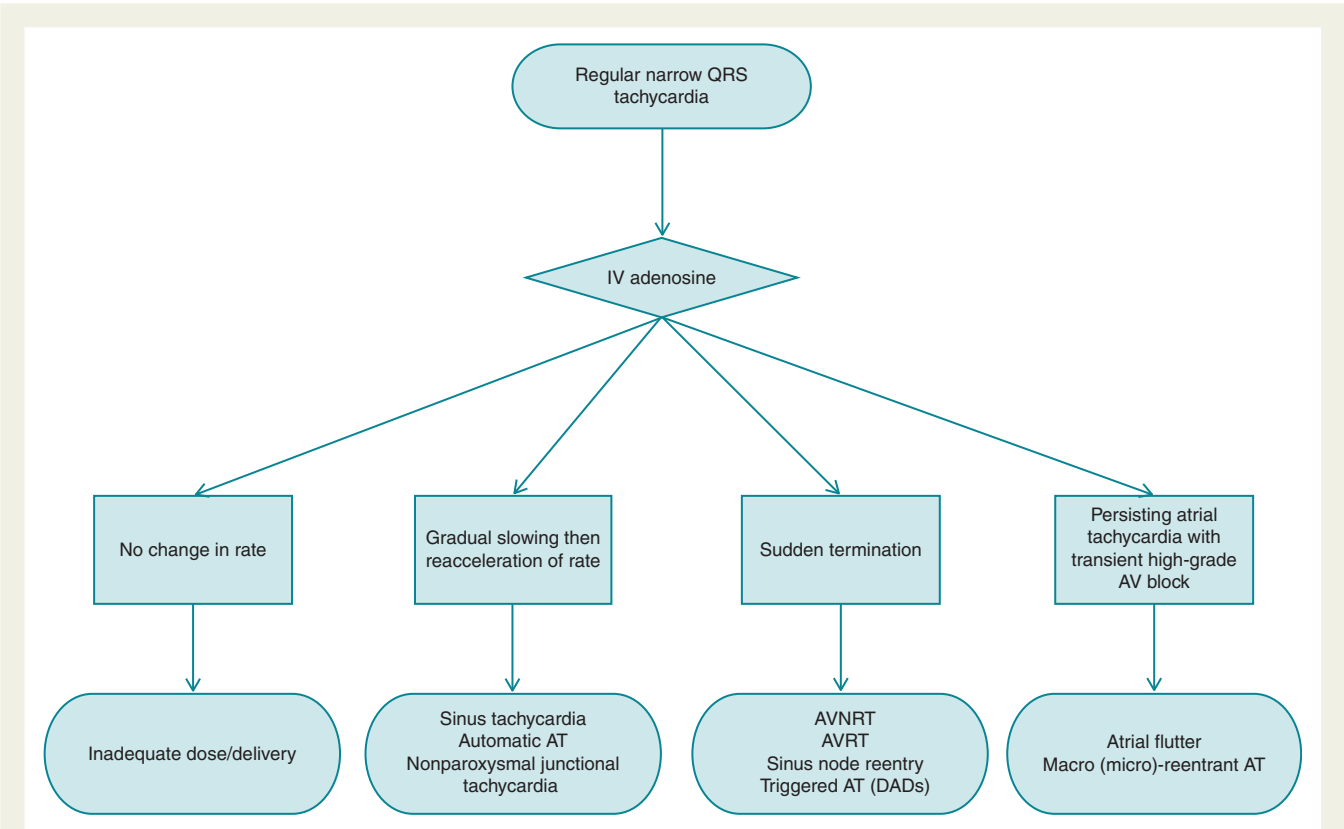 Regular narrow QRS
tachycardia
IV adenosine
No change in rate
Gradual slowing then
reacceleration of rate
Sudden termination
Persisting atrial
tachycardia with
transient high-grade
AV block
Inadequate dose/delivery
Sinus tachycardia
Automatic AT
Nonparoxysmal junctional
tachycardia
AVNRT
AVRT
Sinus node reentry
Triggered AT (DADs)
Atrial flutter
Macro (micro)-reentrant AT